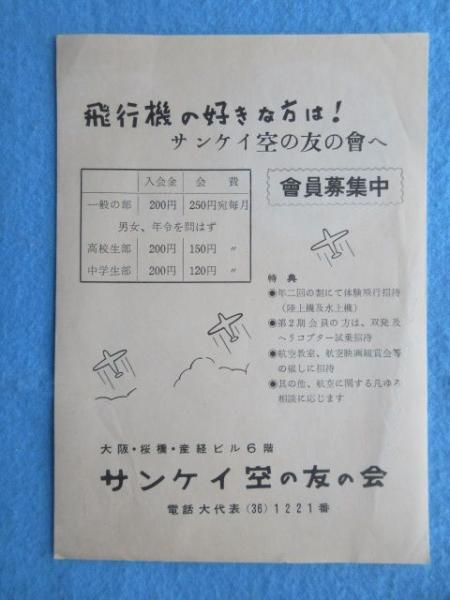 飛行機の好きな方は!
サンケイ空の友の會へ
入会金 会費
一般の部 200円 250円宛毎月
男女、年令を問はず
高校生部 200円 150円 〃
中学生部 200円 120円 〃
會員募集中
特典
●年二回の割にて体験飛行招待
(陸上機及水上機)
●第2期会員の方は、双発及
ヘリコプター試乗招待
●航空教室、航空映画観賞会等
の催しに招待
●其の他、航空に関する凡ゆる
相談に応じます
大阪・桜橋・産経ビル6階
サンケイ空の友の会
電話大代表(36)1221番